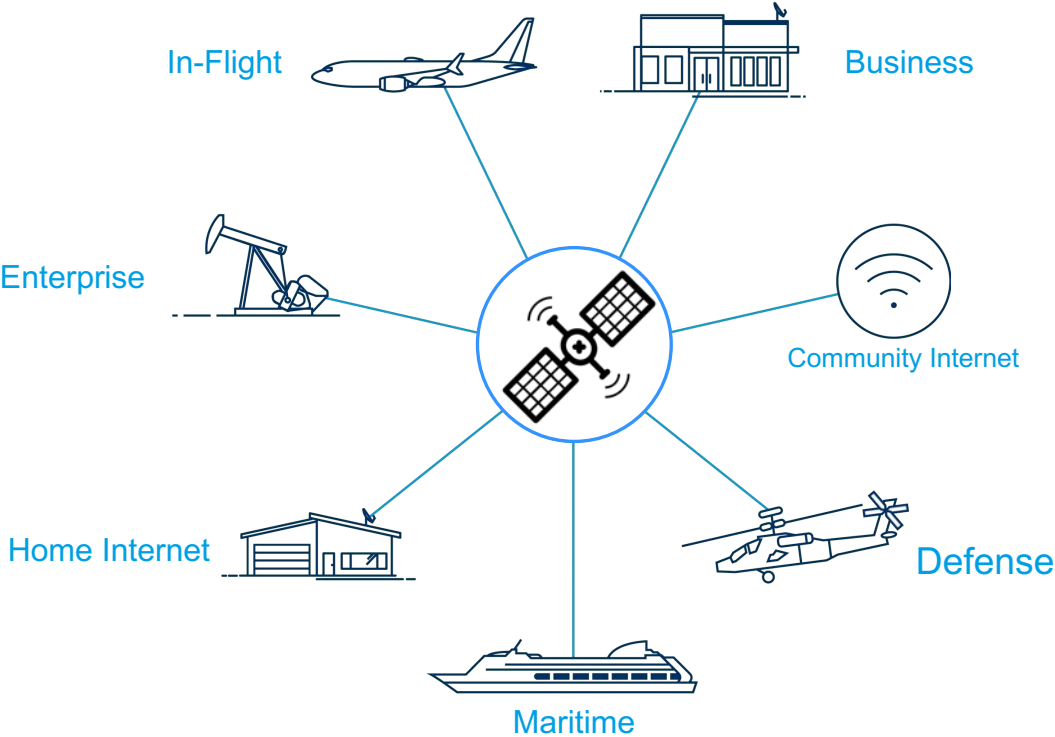 In-Flight
Business
Enterprise
Community Internet
Home Internet
Defense
Maritime